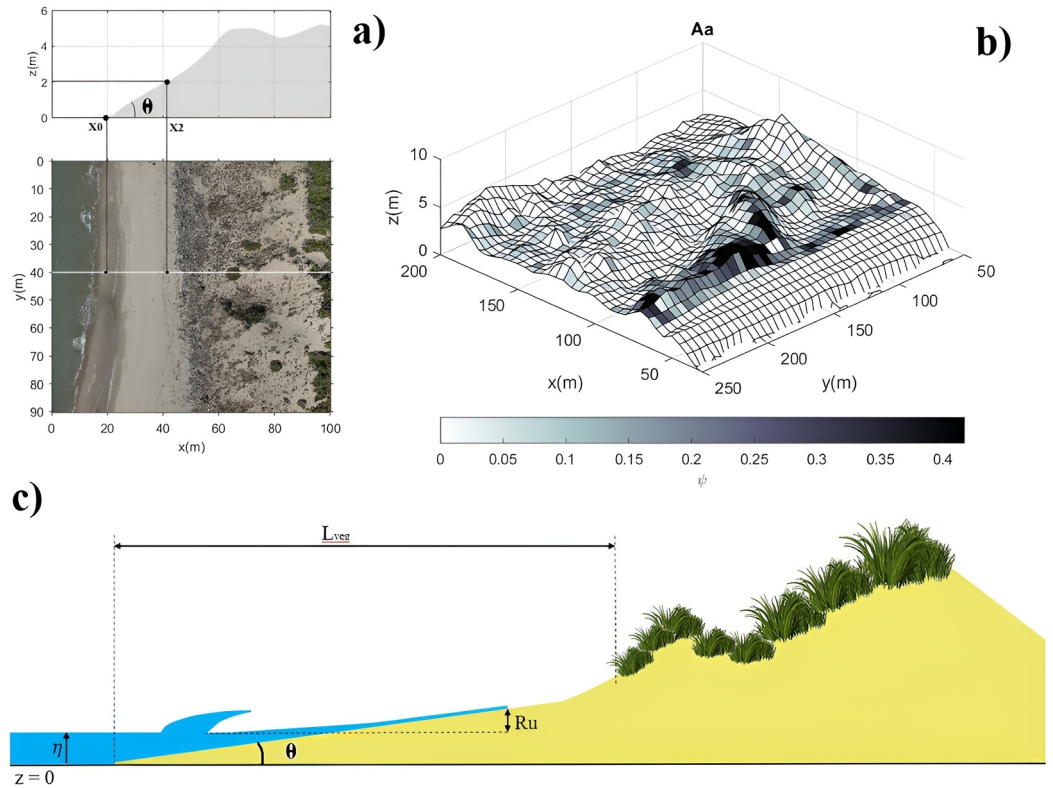 a)
6
4
2
0
z(m)
θ
X0
X2
0
10
20
30
40
50
60
70
80
90
y(m)
0
20
40
60
80
100
x(m)
b)
Aa
10
5
0
z(m)
200
150
100
50
x(m)
50
100
150
200
250
y(m)
0
0.05
0.1
0.15
0.2
0.25
0.3
0.35
0.4
ψ
c)
Lveg
Ru
η
θ
z = 0